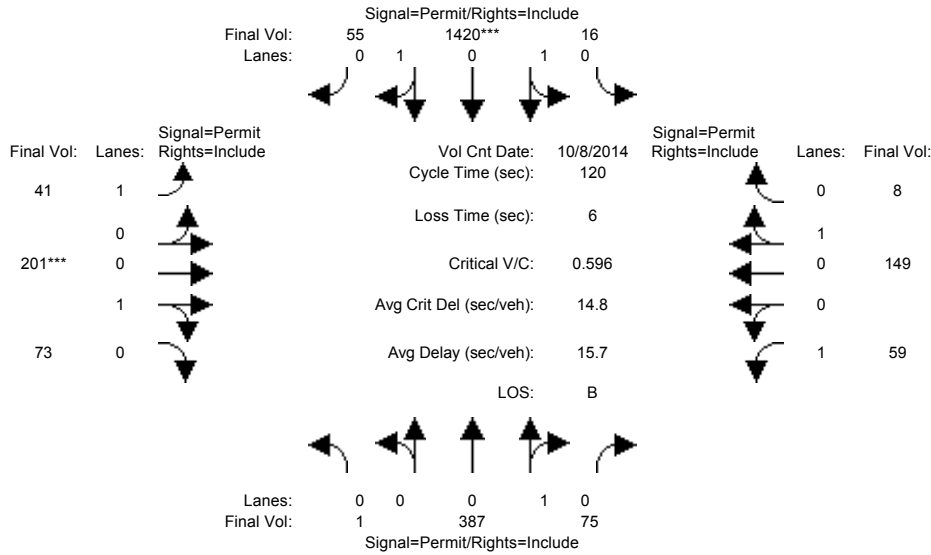 Signal=Permit/Rights=Include
Final Vol: 55 1420*** 16
Lanes: 0 1 0 1 0
Signal=Permit Signal=Permit
Final Vol: Lanes: Rights=Include Vol Cnt Date: 10/8/2014 Rights=Include Lanes: Final Vol:
Cycle Time (sec): 120
41 1 0 8
Loss Time (sec): 6
0 1
201*** 0 Critical V/C: 0.596 0 149
1 Avg Crit Del (sec/veh): 14.8 0
73 0 Avg Delay (sec/veh): 15.7 1 59
LOS: B
Lanes: 0 0 0 1 0
Final Vol: 1 387 75
Signal=Permit/Rights=Include